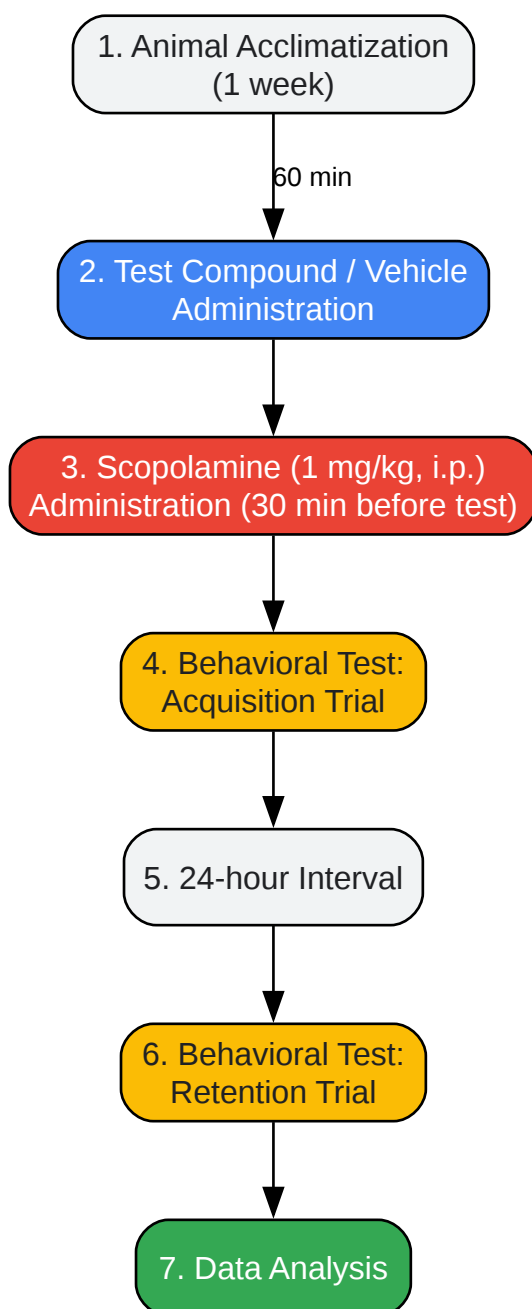 1. Animal Acclimatization
(1 week)
60 min
2. Test Compound / Vehicle
Administration
3. Scopolamine (1 mg/kg, i.p.)
Administration (30 min before test)
4. Behavioral Test:
Acquisition Trial
5. 24-hour Interval
6. Behavioral Test:
Retention Trial
7. Data Analysis